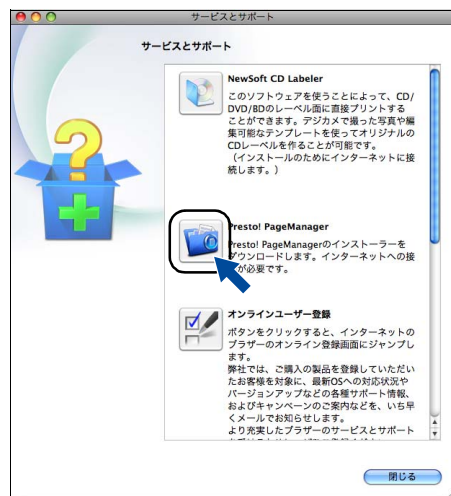 サービスとサポート
サービスとサポート
NewSoft CD Labeler
このソフトウェアを使うことによって、CD/
DVD/BDのレーベル面に直接プリントする
ことができます。デジカメで撮った写真や編
集可能なテンプレートを使ってオリジナルの
CDレーベルを作ることが可能です。
（インストールのためにインターネットに接
続します。）
Presto! PageManager
Presto! PageManagerのインストーラーを
ダウンロードします。インターネットへの接
が必要です。
オンラインユーザー登録
ボタンをクリックすると、インターネットの
ブラザーのオンライン登録画面にジャンプし
ます。
弊社では、ご購入の製品を登録していただい
たお客様を対象に、最新OSへの対応状況や
バージョンアップなどの各種サポート情報、
およびキャンペーンのご案内などを、いち早
くメールでお知らせします。
より充実したブラザーのサービスとサポート
閉じる